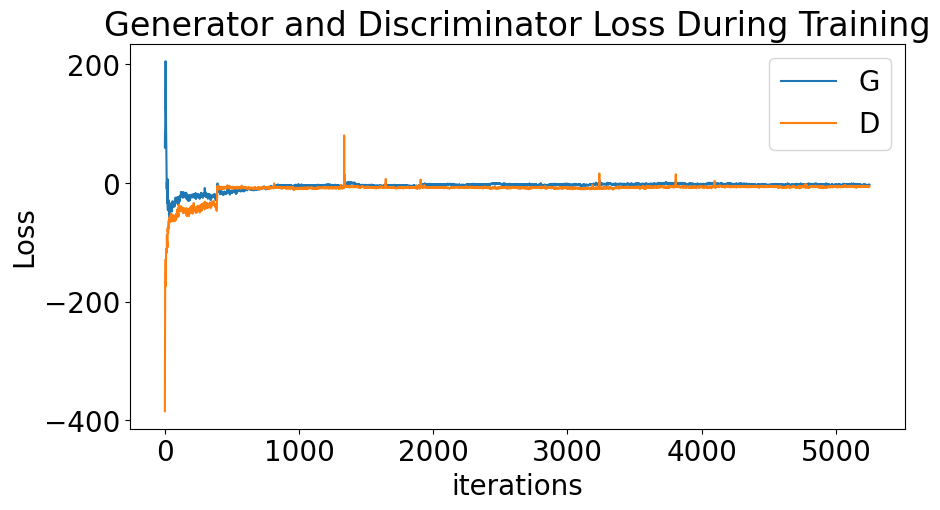 Generator and Discriminator Loss During Training
200
0
−200
−400
Loss
G
D
0 1000 2000 3000 4000 5000
iterations